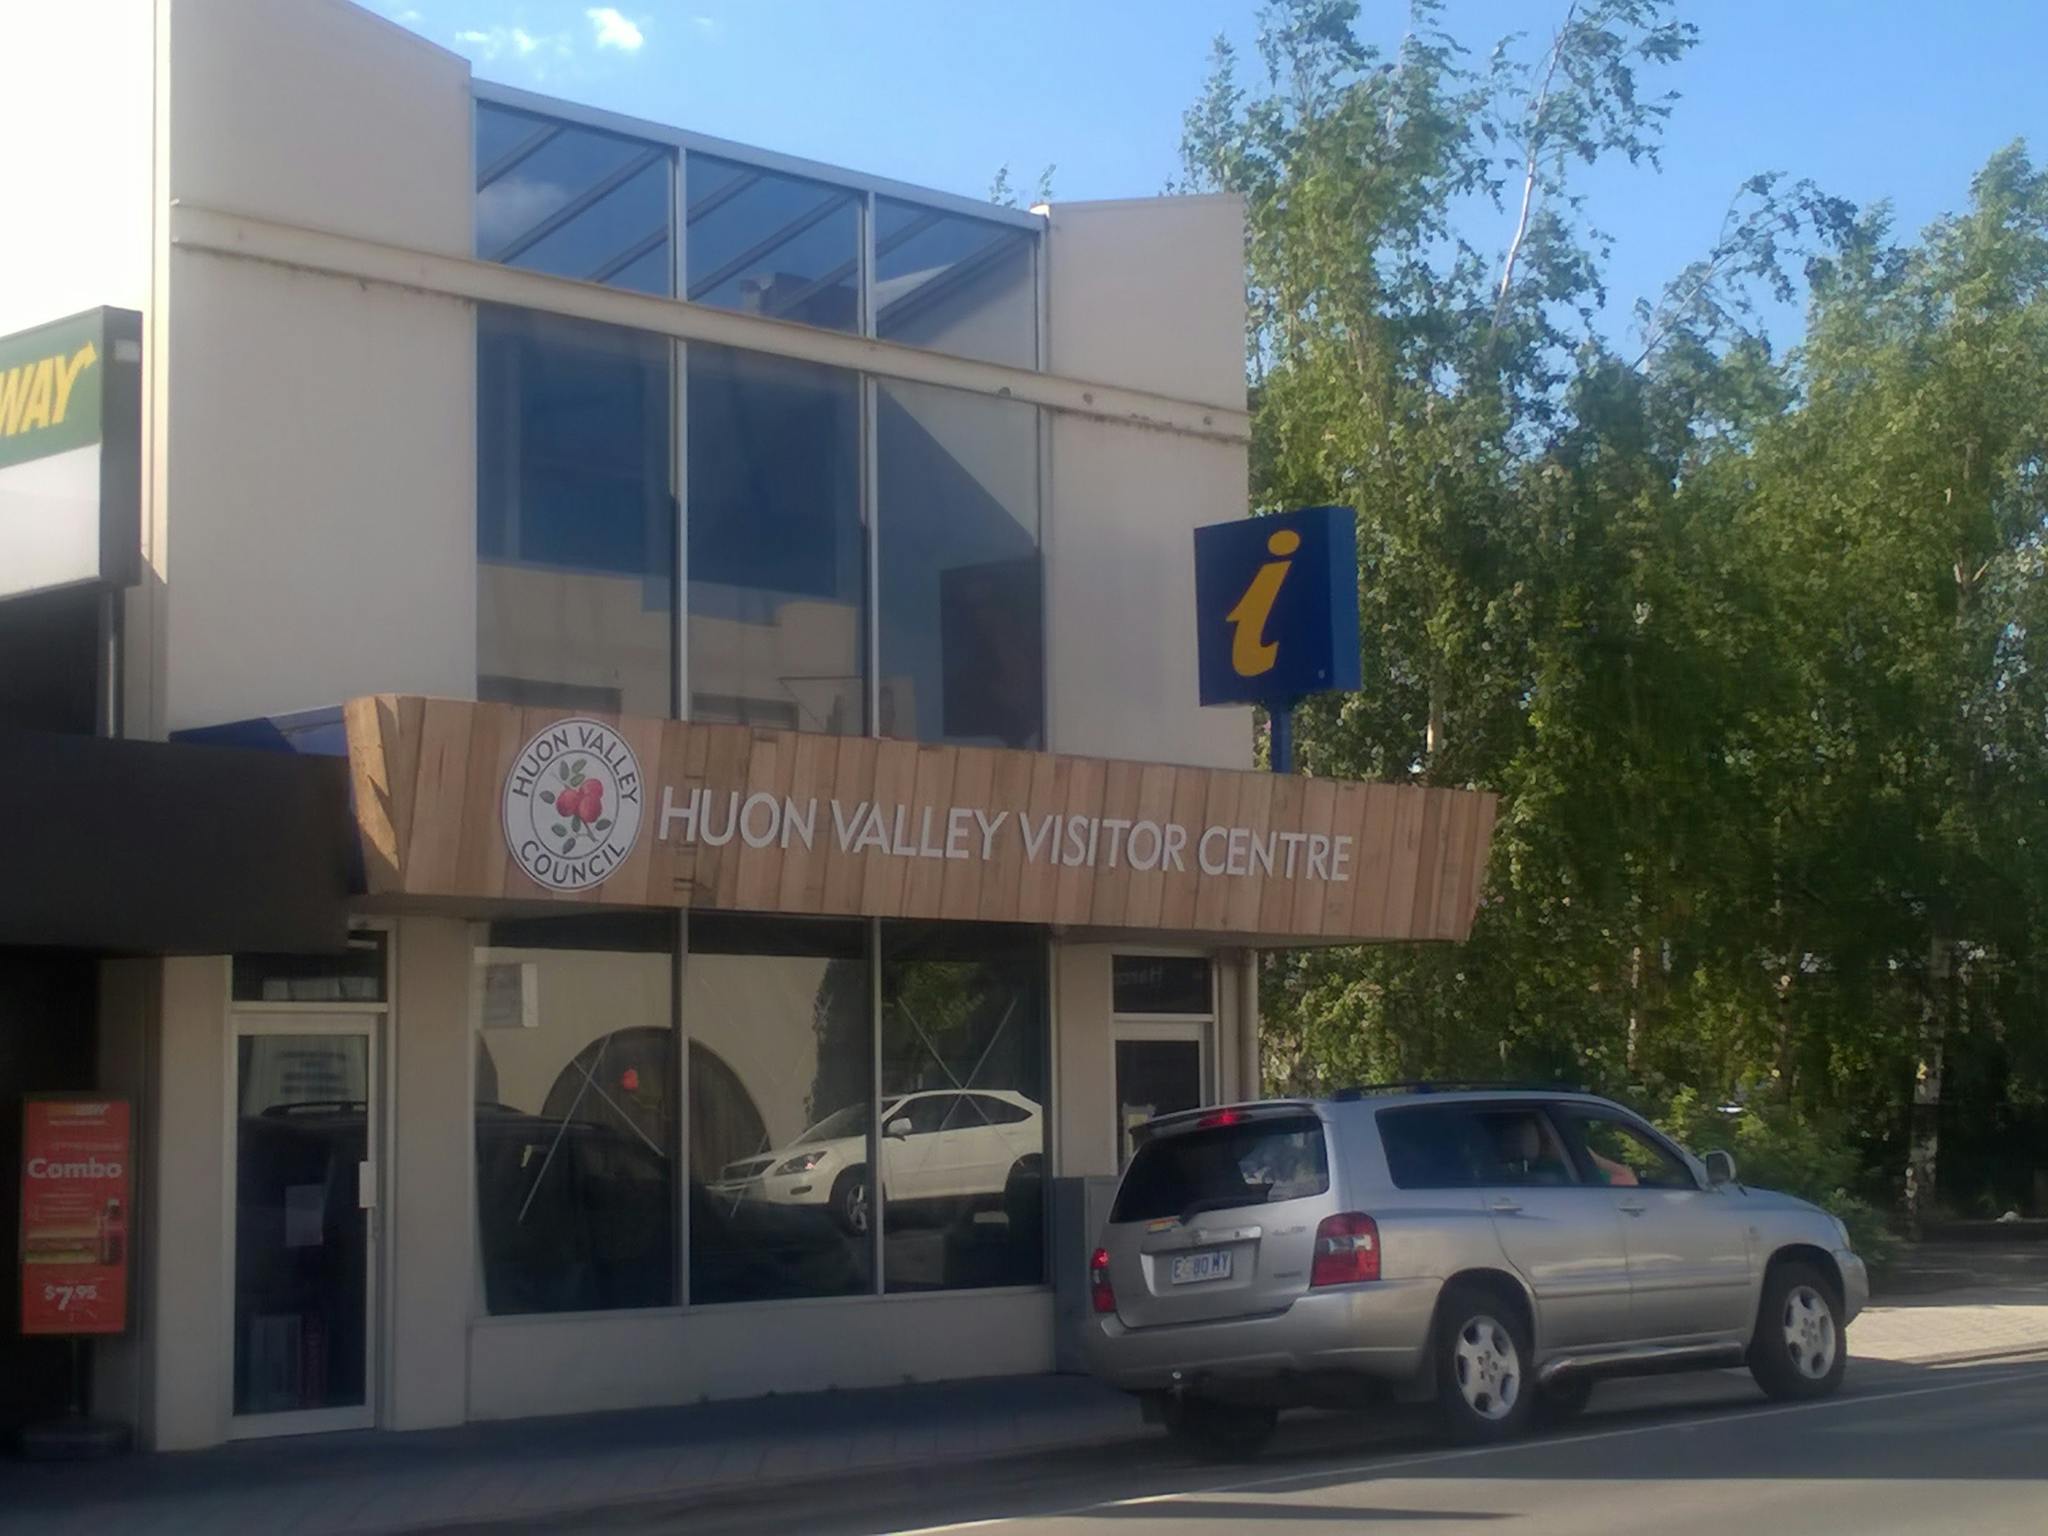 WAY
i
HUON VALLEY
COUNCIL
HUON VALLEY VISITOR CENTRE
Combo
$7.95